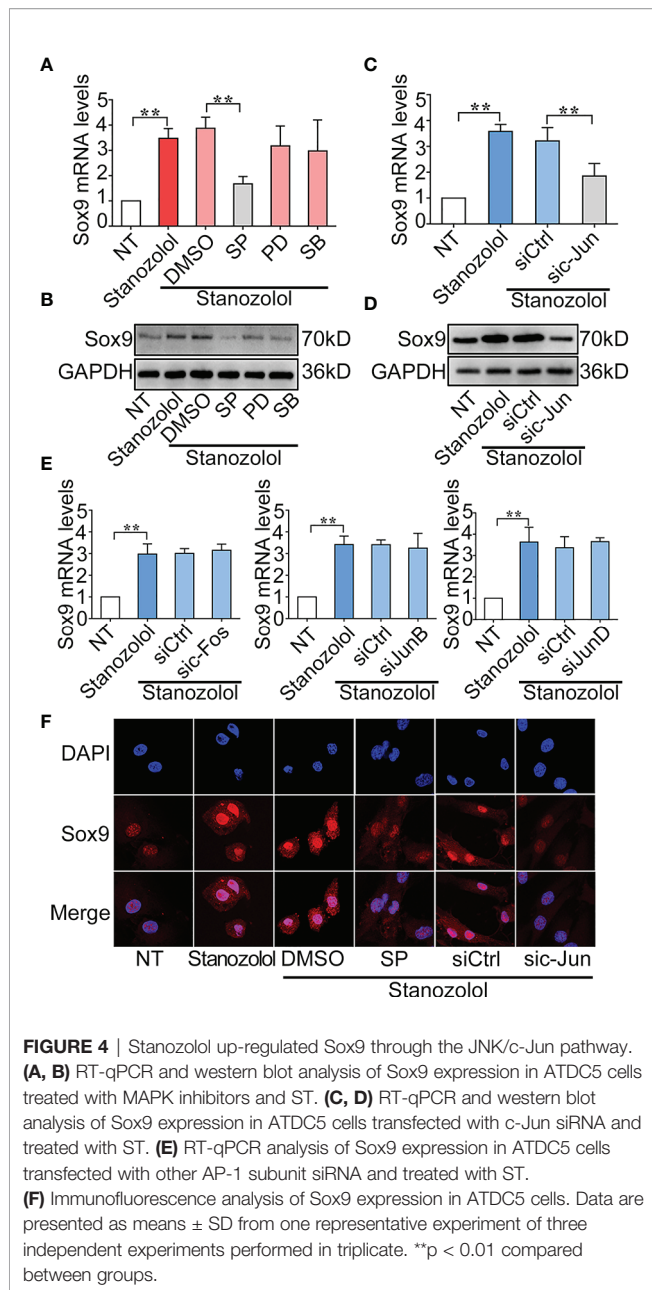 A
Sox9 mRNA levels
5
4
3
2
1
0
**
**
NT
Stanozolol
DMSO
SP
PD
SB
Stanozolol
C
Sox9 mRNA levels
5
4
3
2
1
0
**
**
NT
Stanozolol
siCtrl
sic-Jun
Stanozolol
B
Sox9
70kD
GAPDH
36kD
NT
Stanozolol
DMSO
SP
PD
SB
Stanozolol
D
Sox9
70kD
GAPDH
36kD
NT
Stanozolol
siCtrl
sic-Jun
Stanozolol
E
Sox9 mRNA levels
5
4
3
2
1
0
**
NT
Stanozolol
siCtrl
sic-Fos
Stanozolol
Sox9 mRNA levels
5
4
3
2
1
0
**
NT
Stanozolol
siCtrl
siJunB
Stanozolol
Sox9 mRNA levels
5
4
3
2
1
0
**
NT
Stanozolol
siCtrl
siJunD
Stanozolol
F
DAPI
Sox9
Merge
NT Stanozolol DMSO SP siCtrl sic-Jun
Stanozolol
FIGURE 4 | Stanozolol up-regulated Sox9 through the JNK/c-Jun pathway.
(A, B) RT-qPCR and western blot analysis of Sox9 expression in ATDC5 cells
treated with MAPK inhibitors and ST. (C, D) RT-qPCR and western blot
analysis of Sox9 expression in ATDC5 cells transfected with c-Jun siRNA and
treated with ST. (E) RT-qPCR analysis of Sox9 expression in ATDC5 cells
transfected with other AP-1 subunit siRNA and treated with ST.
(F) Immunofluorescence analysis of Sox9 expression in ATDC5 cells. Data are
presented as means ± SD from one representative experiment of three
independent experiments performed in triplicate. **p < 0.01 compared
between groups.